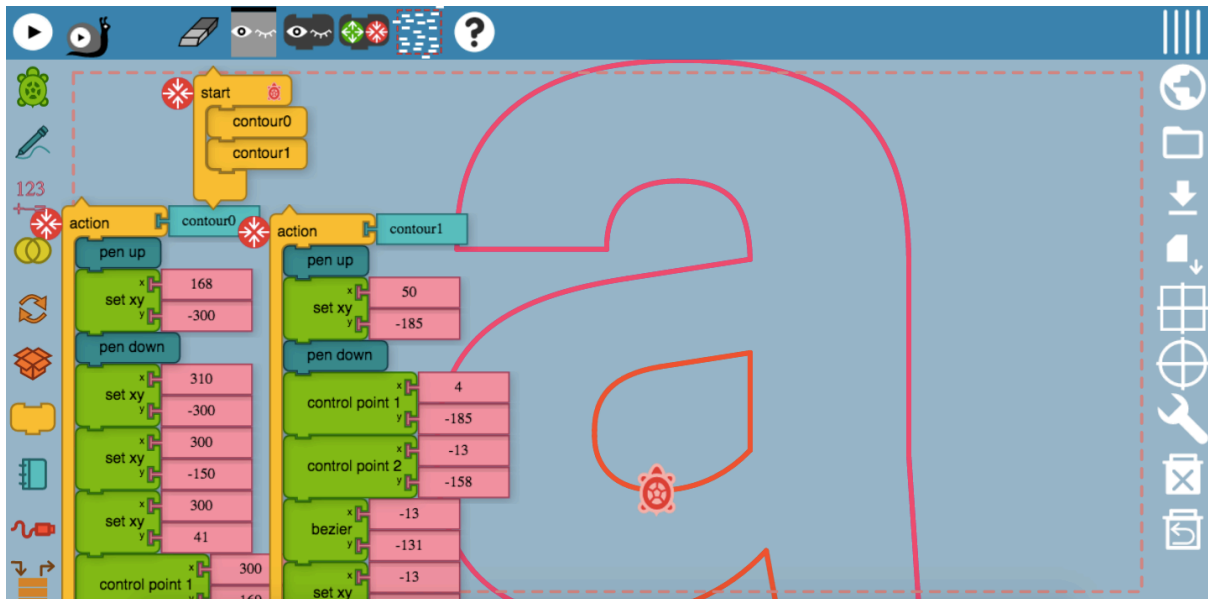 ?
start
contour0
contour1
123
action contour0
pen up
x 168
set xy
y -300
pen down
x 310
set xy
y -300
x 300
set xy
y -150
x 300
set xy
y 41
x 300
control point 1
action contour1
pen up
x 50
set xy
y -185
pen down
x 4
control point 1
y -185
x -13
control point 2
y -158
x -13
bezier
y -131
x -13
set xy
a